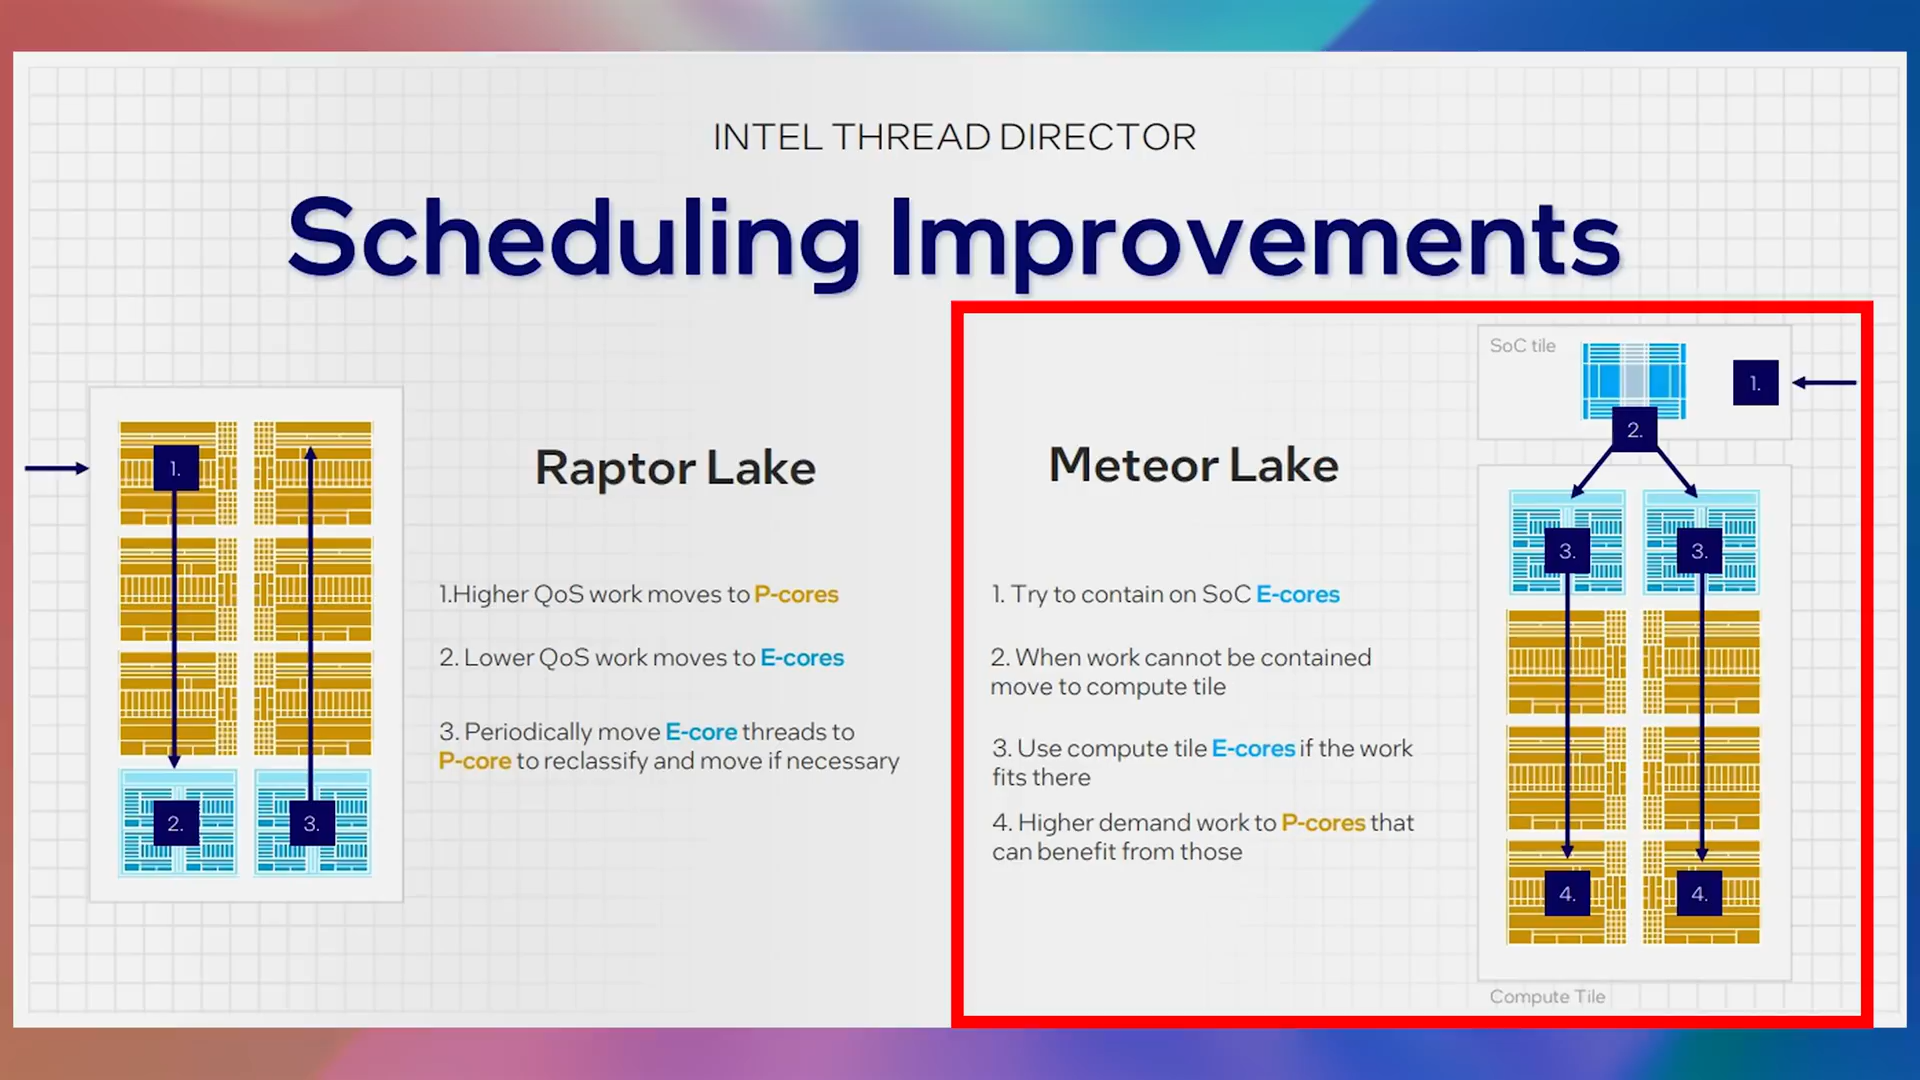 INTEL THREAD DIRECTOR
Scheduling Improvements
Raptor Lake
1.Higher QoS work moves to P-cores
2. Lower QoS work moves to E-cores
3. Periodically move E-core threads to
P-core to reclassify and move if necessary
1.
2.
3.
Meteor Lake
1. Try to contain on SoC E-cores
2. When work cannot be contained
move to compute tile
3. Use compute tile E-cores if the work
fits there
4. Higher demand work to P-cores that
can benefit from those
SoC tile
1.
2.
3.
3.
4.
4.
Compute Tile